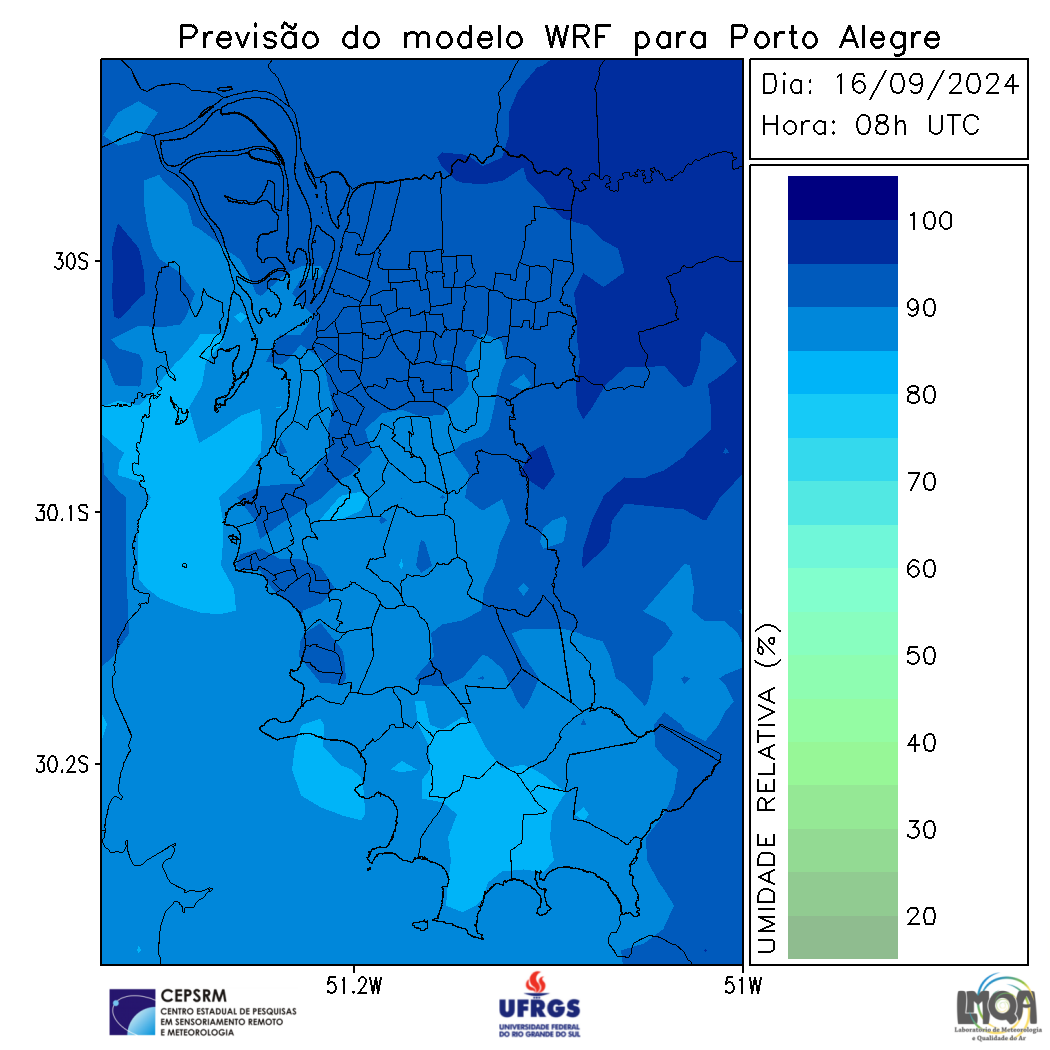 Previsão do modelo WRF para Porto Alegre
Dia: 16/09/2024
Hora: 08h UTC
100
90
80
70
60
50
40
30
20
UMIDADE RELATIVA (%)
30S
30.1S
30.2S
51.2W
51W
CEPSRM
CENTRO ESTADUAL DE PESQUISAS
EM SENSORIAMENTO REMOTO
E METEOROLOGIA
UFRGS
UNIVERSIDADE FEDERAL
DO RIO GRANDE DO SUL
LMQA
Laboratório de Meteorologia
e Qualidade do Ar